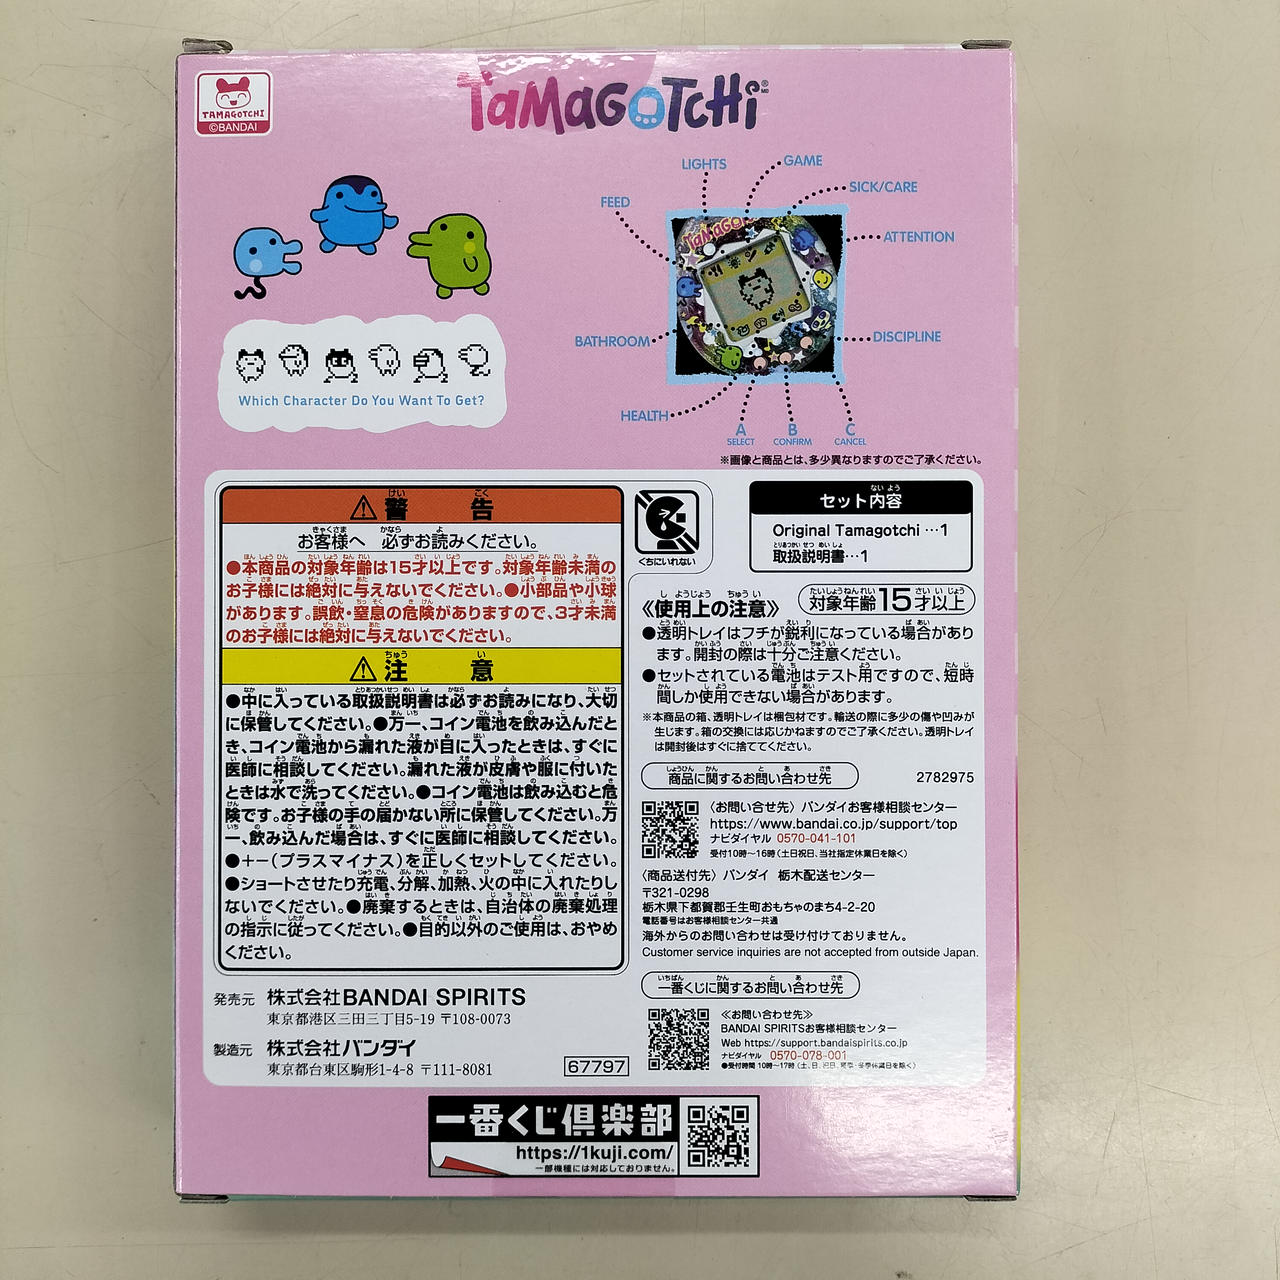 TAMAGOTCHI
©BANDAI
TaMaGOTCHi
LIGHTS
GAME
SICK/CARE
FEED
ATTENTION
BATHROOM
DISCIPLINE
HEALTH
A
SELECT
B
CONFIRM
C
CANCEL
Which Character Do You Want To Get?
※画像と商品とは、多少異なりますのでご了承ください。
⚠警告
お客様へ 必ずお読みください。
●本商品の対象年齢は15才以上です。対象年齢未満の
お子様には絶対に与えないでください。●小部品や小球
があります。誤飲・窒息の危険がありますので、3才未満
のお子様には絶対に与えないでください。
⚠注意
●中に入っている取扱説明書は必ずお読みになり、大切
に保管してください。●万一、コイン電池を飲み込んだと
き、コイン電池から漏れた液が目に入ったときは、すぐに
医師に相談してください。漏れた液が皮膚や服に付いた
ときは水で洗ってください。●コイン電池は飲み込むと危
険です。お子様の手の届かない所に保管してください。万
一、飲み込んだ場合は、すぐに医師に相談してください。
●+−(プラスマイナス)を正しくセットしてください。
●ショートさせたり充電、分解、加熱、火の中に入れたりし
ないでください。●廃棄するときは、自治体の廃棄処理
の指示に従ってください。●目的以外のご使用は、おやめ
ください。
発売元 株式会社BANDAI SPIRITS
東京都港区三田三丁目5-19 〒108-0073
製造元 株式会社バンダイ
東京都台東区駒形1-4-8 〒111-8081
67797
くちにいれない
セット内容
Original Tamagotchi …1
取扱説明書…1
《使用上の注意》
対象年齢15才以上
●透明トレイはフチが鋭利になっている場合があり
ます。開封の際は十分ご注意ください。
●セットされている電池はテスト用ですので、短時
間しか使用できない場合があります。
※本商品の箱、透明トレイは梱包材です。輸送の際に多少の傷や凹みが
生じます。箱の交換には応じかねますのでご了承ください。透明トレイ
は開封後はすぐに捨ててください。
商品に関するお問い合わせ先
2782975
〈お問い合せ先〉バンダイお客様相談センター
https://www.bandai.co.jp/support/top
ナビダイヤル 0570-041-101
受付10時〜16時(土日祝日、当社指定休業日を除く)
〈商品送付先〉バンダイ 栃木配送センター
〒321-0298
栃木県下都賀郡壬生町おもちゃのまち4-2-20
電話番号はお客様相談センター共通
海外からのお問い合わせは受け付けておりません。
Customer service inquiries are not accepted from outside Japan.
一番くじに関するお問い合わせ先
≪お問い合わせ先≫
BANDAI SPIRITSお客様相談センター
Web https://support.bandaispirits.co.jp
ナビダイヤル 0570-078-001
●受付時間 10時〜17時(土、日、祝日、夏季・冬季休業日を除く)
一番くじ倶楽部
https://1kuji.com/
一部機種には対応しておりません。